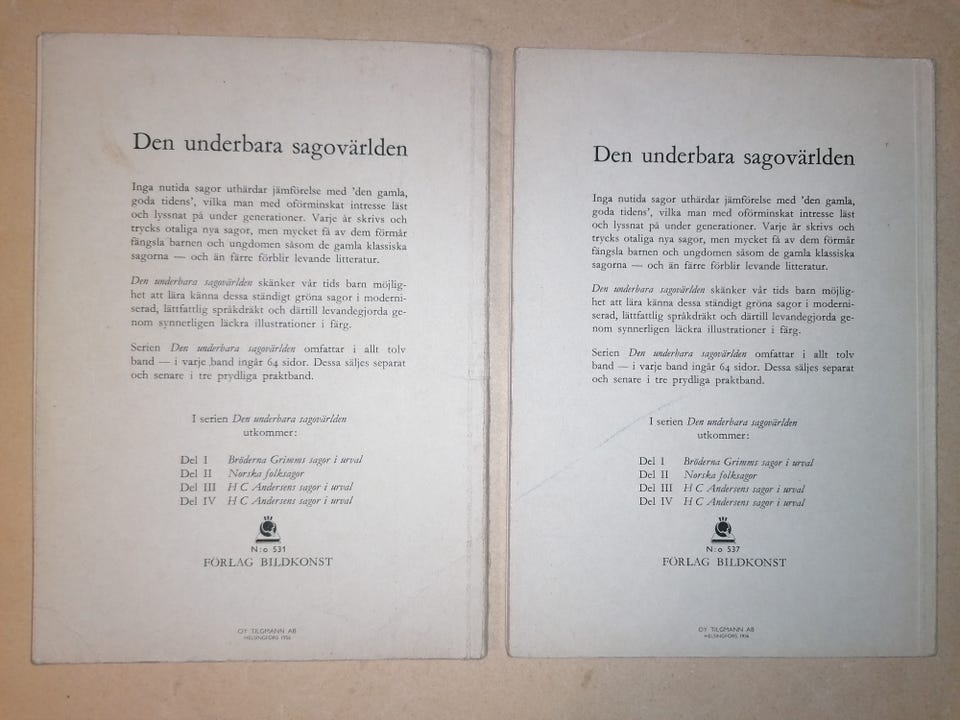 Den underbara sagovärlden
Inga nutida sagor uthärdar jämförelse med 'den gamla,
goda tidens', vilka man med oförminskat intresse läst
och lyssnat på under generationer. Varje år skrivs och
trycks otaliga nya sagor, men mycket få av dem förmår
fängsla barnen och ungdomen såsom de gamla klassiska
sagorna — och än färre förblir levande litteratur.
Den underbara sagovärlden skänker vår tids barn möjlig-
het att lära känna dessa ständigt gröna sagor i moderni-
serad, lättfattlig språkdräkt och därtill levandegjorda ge-
nom synnerligen läckra illustrationer i färg.
Serien Den underbara sagovärlden omfattar i allt tolv
band — i varje band ingår 64 sidor. Dessa säljes separat
och senare i tre prydliga praktband.
I serien Den underbara sagovärlden
utkommer:
Del I Bröderna Grimms sagor i urval
Del II Norska folksagor
Del III H C Andersens sagor i urval
Del IV H C Andersens sagor i urval
N:o 531
FÖRLAG BILDKONST
OY TILGMANN AB
HELSINGFORS 1956
Den underbara sagovärlden
Inga nutida sagor uthärdar jämförelse med 'den gamla,
goda tidens', vilka man med oförminskat intresse läst
och lyssnat på under generationer. Varje år skrivs och
trycks otaliga nya sagor, men mycket få av dem förmår
fängsla barnen och ungdomen såsom de gamla klassiska
sagorna — och än färre förblir levande litteratur.
Den underbara sagovärlden skänker vår tids barn möjlig-
het att lära känna dessa ständigt gröna sagor i moderni-
serad, lättfattlig språkdräkt och därtill levandegjorda ge-
nom synnerligen läckra illustrationer i färg.
Serien Den underbara sagovärlden omfattar i allt tolv
band — i varje band ingår 64 sidor. Dessa säljes separat
och senare i tre prydliga praktband.
I serien Den underbara sagovärlden
utkommer:
Del I Bröderna Grimms sagor i urval
Del II Norska folksagor
Del III H C Andersens sagor i urval
Del IV H C Andersens sagor i urval
N:o 537
FÖRLAG BILDKONST
OY TILGMANN AB
HELSINGFORS 1956